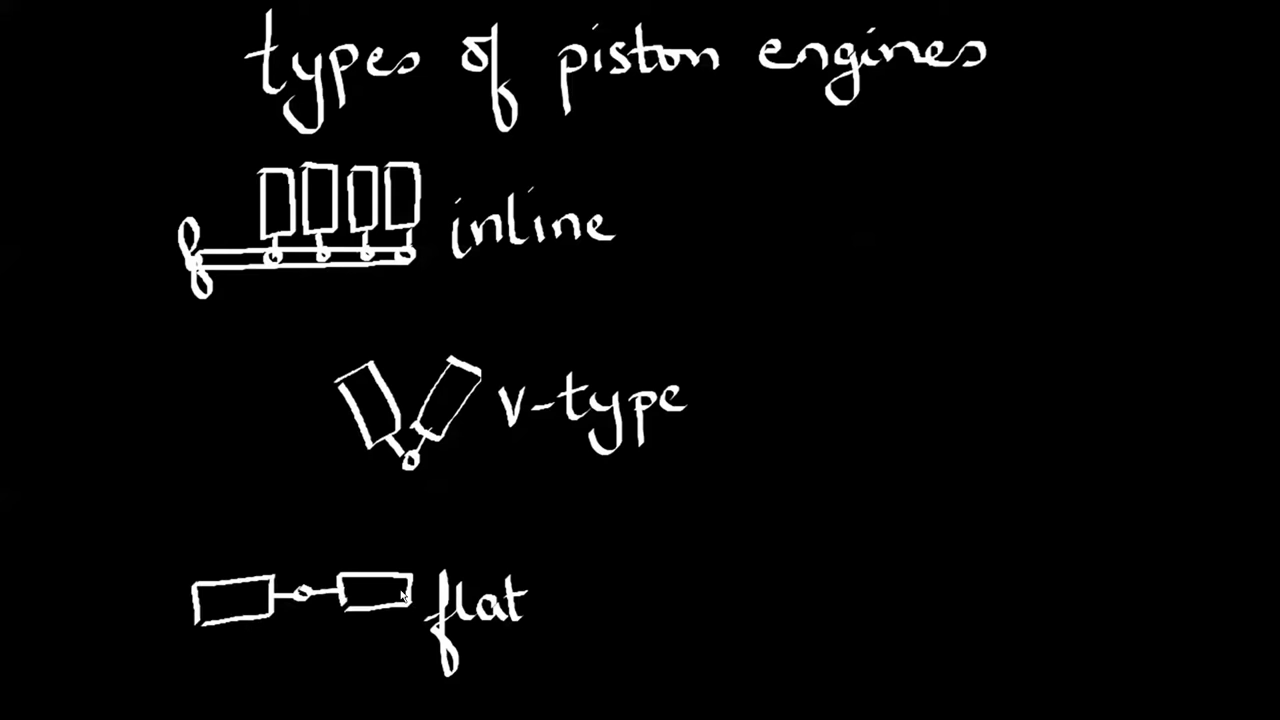 types of piston engines
inline
v-type
flat